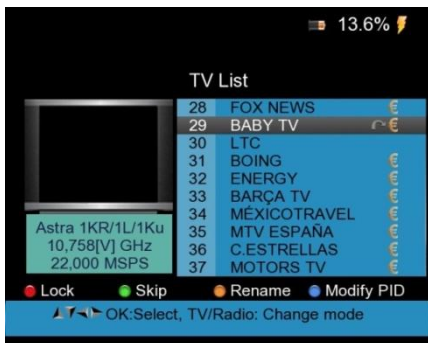 13.6%
TV List
28 FOX NEWS €
29 BABY TV €
30 LTC
31 BOING €
32 ENERGY €
33 BARÇA TV €
34 MÉXICOTRAVEL €
35 MTV ESPAÑA €
36 C.ESTRELLAS €
37 MOTORS TV €
Astra 1KR/1L/1Ku
10,758[V] GHz
22,000 MSPS
Lock Skip Rename Modify PID
OK:Select, TV/Radio: Change mode